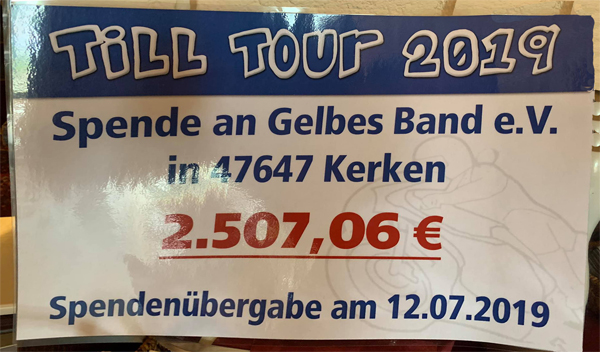 TiLL TOUr 2019
Spende an Gelbes Band e.V.
in 47647 Kerken
2.507,06 €
Spendenübergabe am 12.07.2019